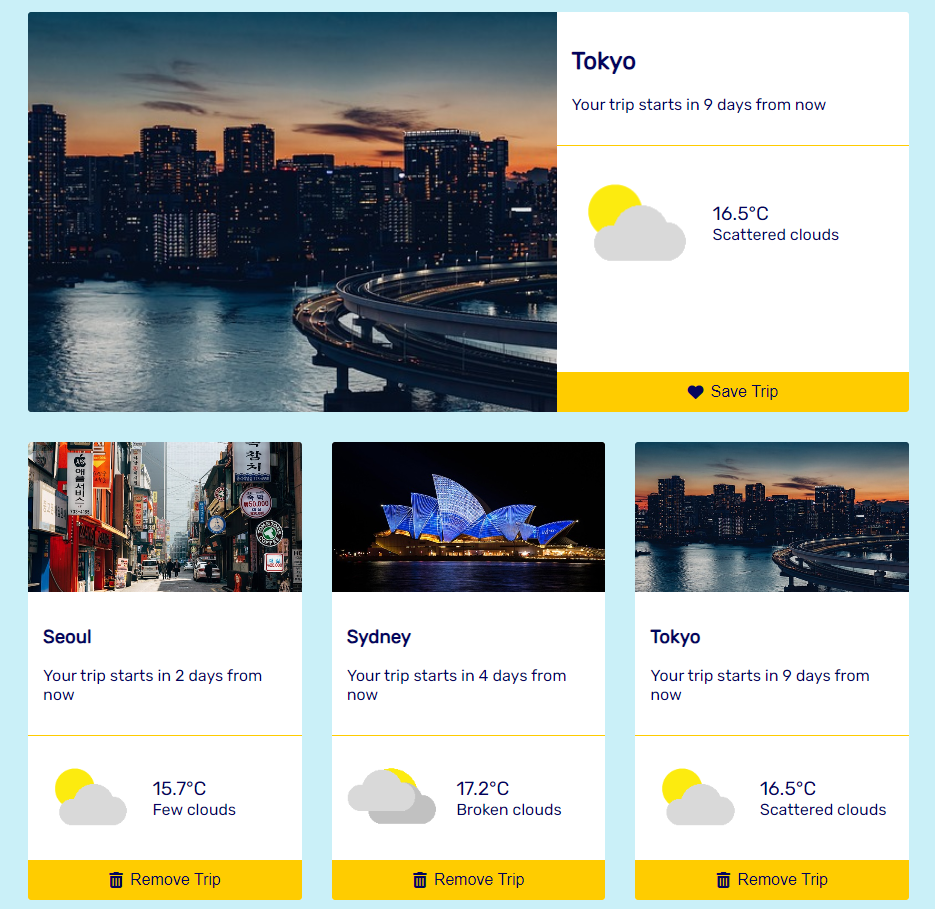 Tokyo
Your trip starts in 9 days from now
16.5°C
Scattered clouds
Save Trip
Seoul
Your trip starts in 2 days from
now
15.7°C
Few clouds
Remove Trip
Sydney
Your trip starts in 4 days from
now
17.2°C
Broken clouds
Remove Trip
Tokyo
Your trip starts in 9 days from
now
16.5°C
Scattered clouds
Remove Trip